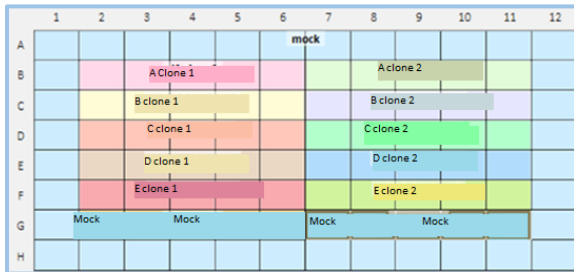 1 2 3 4 5 6 7 8 9 10 11 12
A mock
B A Clone 1 A clone 2
C B clone 1 B clone 2
D C clone 1 C clone 2
E D clone 1 D clone 2
F E clone 1 E clone 2
G Mock Mock Mock Mock
H